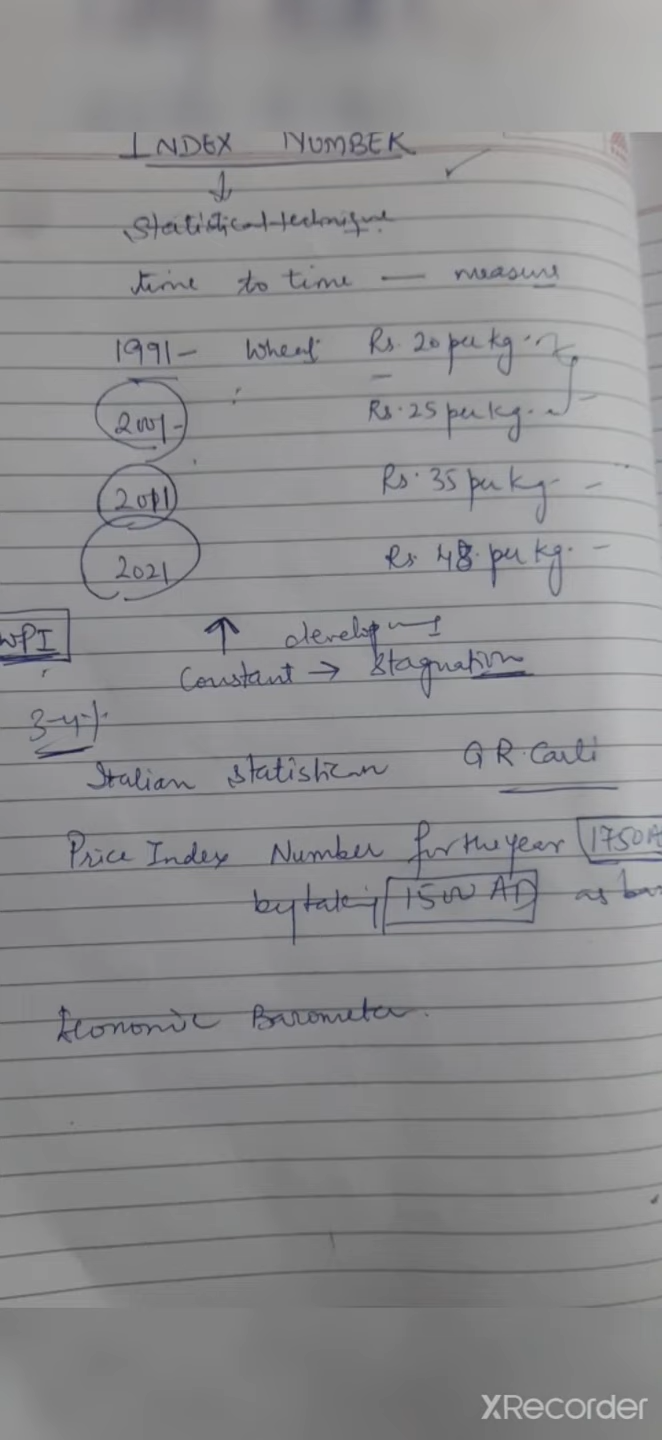 INDEX NUMBER
Statistical technique
time to time — measure
1991 – Wheat Rs. 20 per kg.
2001 – Rs. 25 per kg.
2011 Rs. 35 per kg. –
2021 Rs. 48 per kg. –
WPI
↑ development
Constant → Stagnation
3-4%
Italian Statistican G R. Carli
Price Index Number for the year 1750 A
by taking 1500 AD as ba
Economic Barometer.
XRecorder